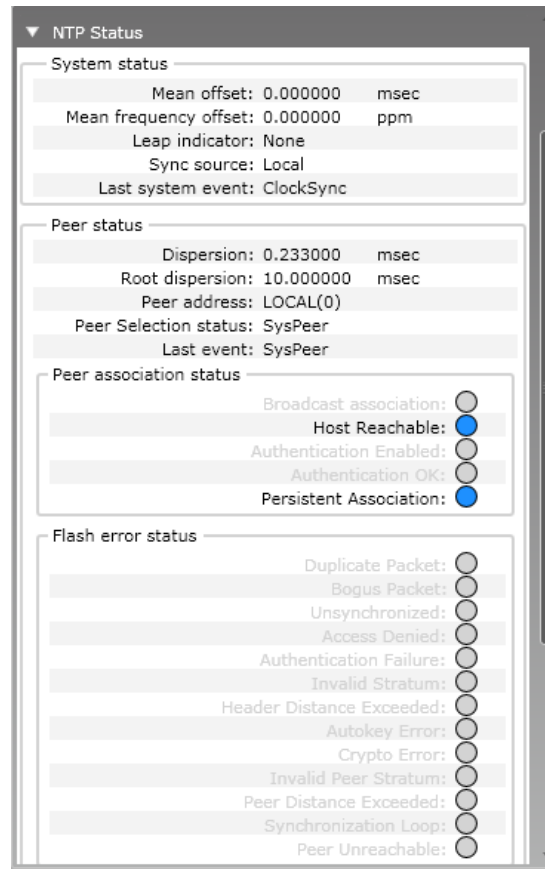 NTP Status
System status
Mean offset: 0.000000 msec
Mean frequency offset: 0.000000 ppm
Leap indicator: None
Sync source: Local
Last system event: ClockSync
Peer status
Dispersion: 0.233000 msec
Root dispersion: 10.000000 msec
Peer address: LOCAL(0)
Peer Selection status: SysPeer
Last event: SysPeer
Peer association status
Broadcast association:
Host Reachable:
Authentication Enabled:
Authentication OK:
Persistent Association:
Flash error status
Duplicate Packet:
Bogus Packet:
Unsynchronized:
Access Denied:
Authentication Failure:
Invalid Stratum:
Header Distance Exceeded:
Autokey Error:
Crypto Error:
Invalid Peer Stratum:
Peer Distance Exceeded:
Synchronization Loop:
Peer Unreachable: